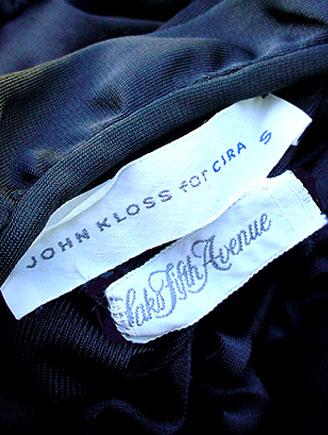 JOHN KLOSS for CIRA S
Saks Fifth Avenue